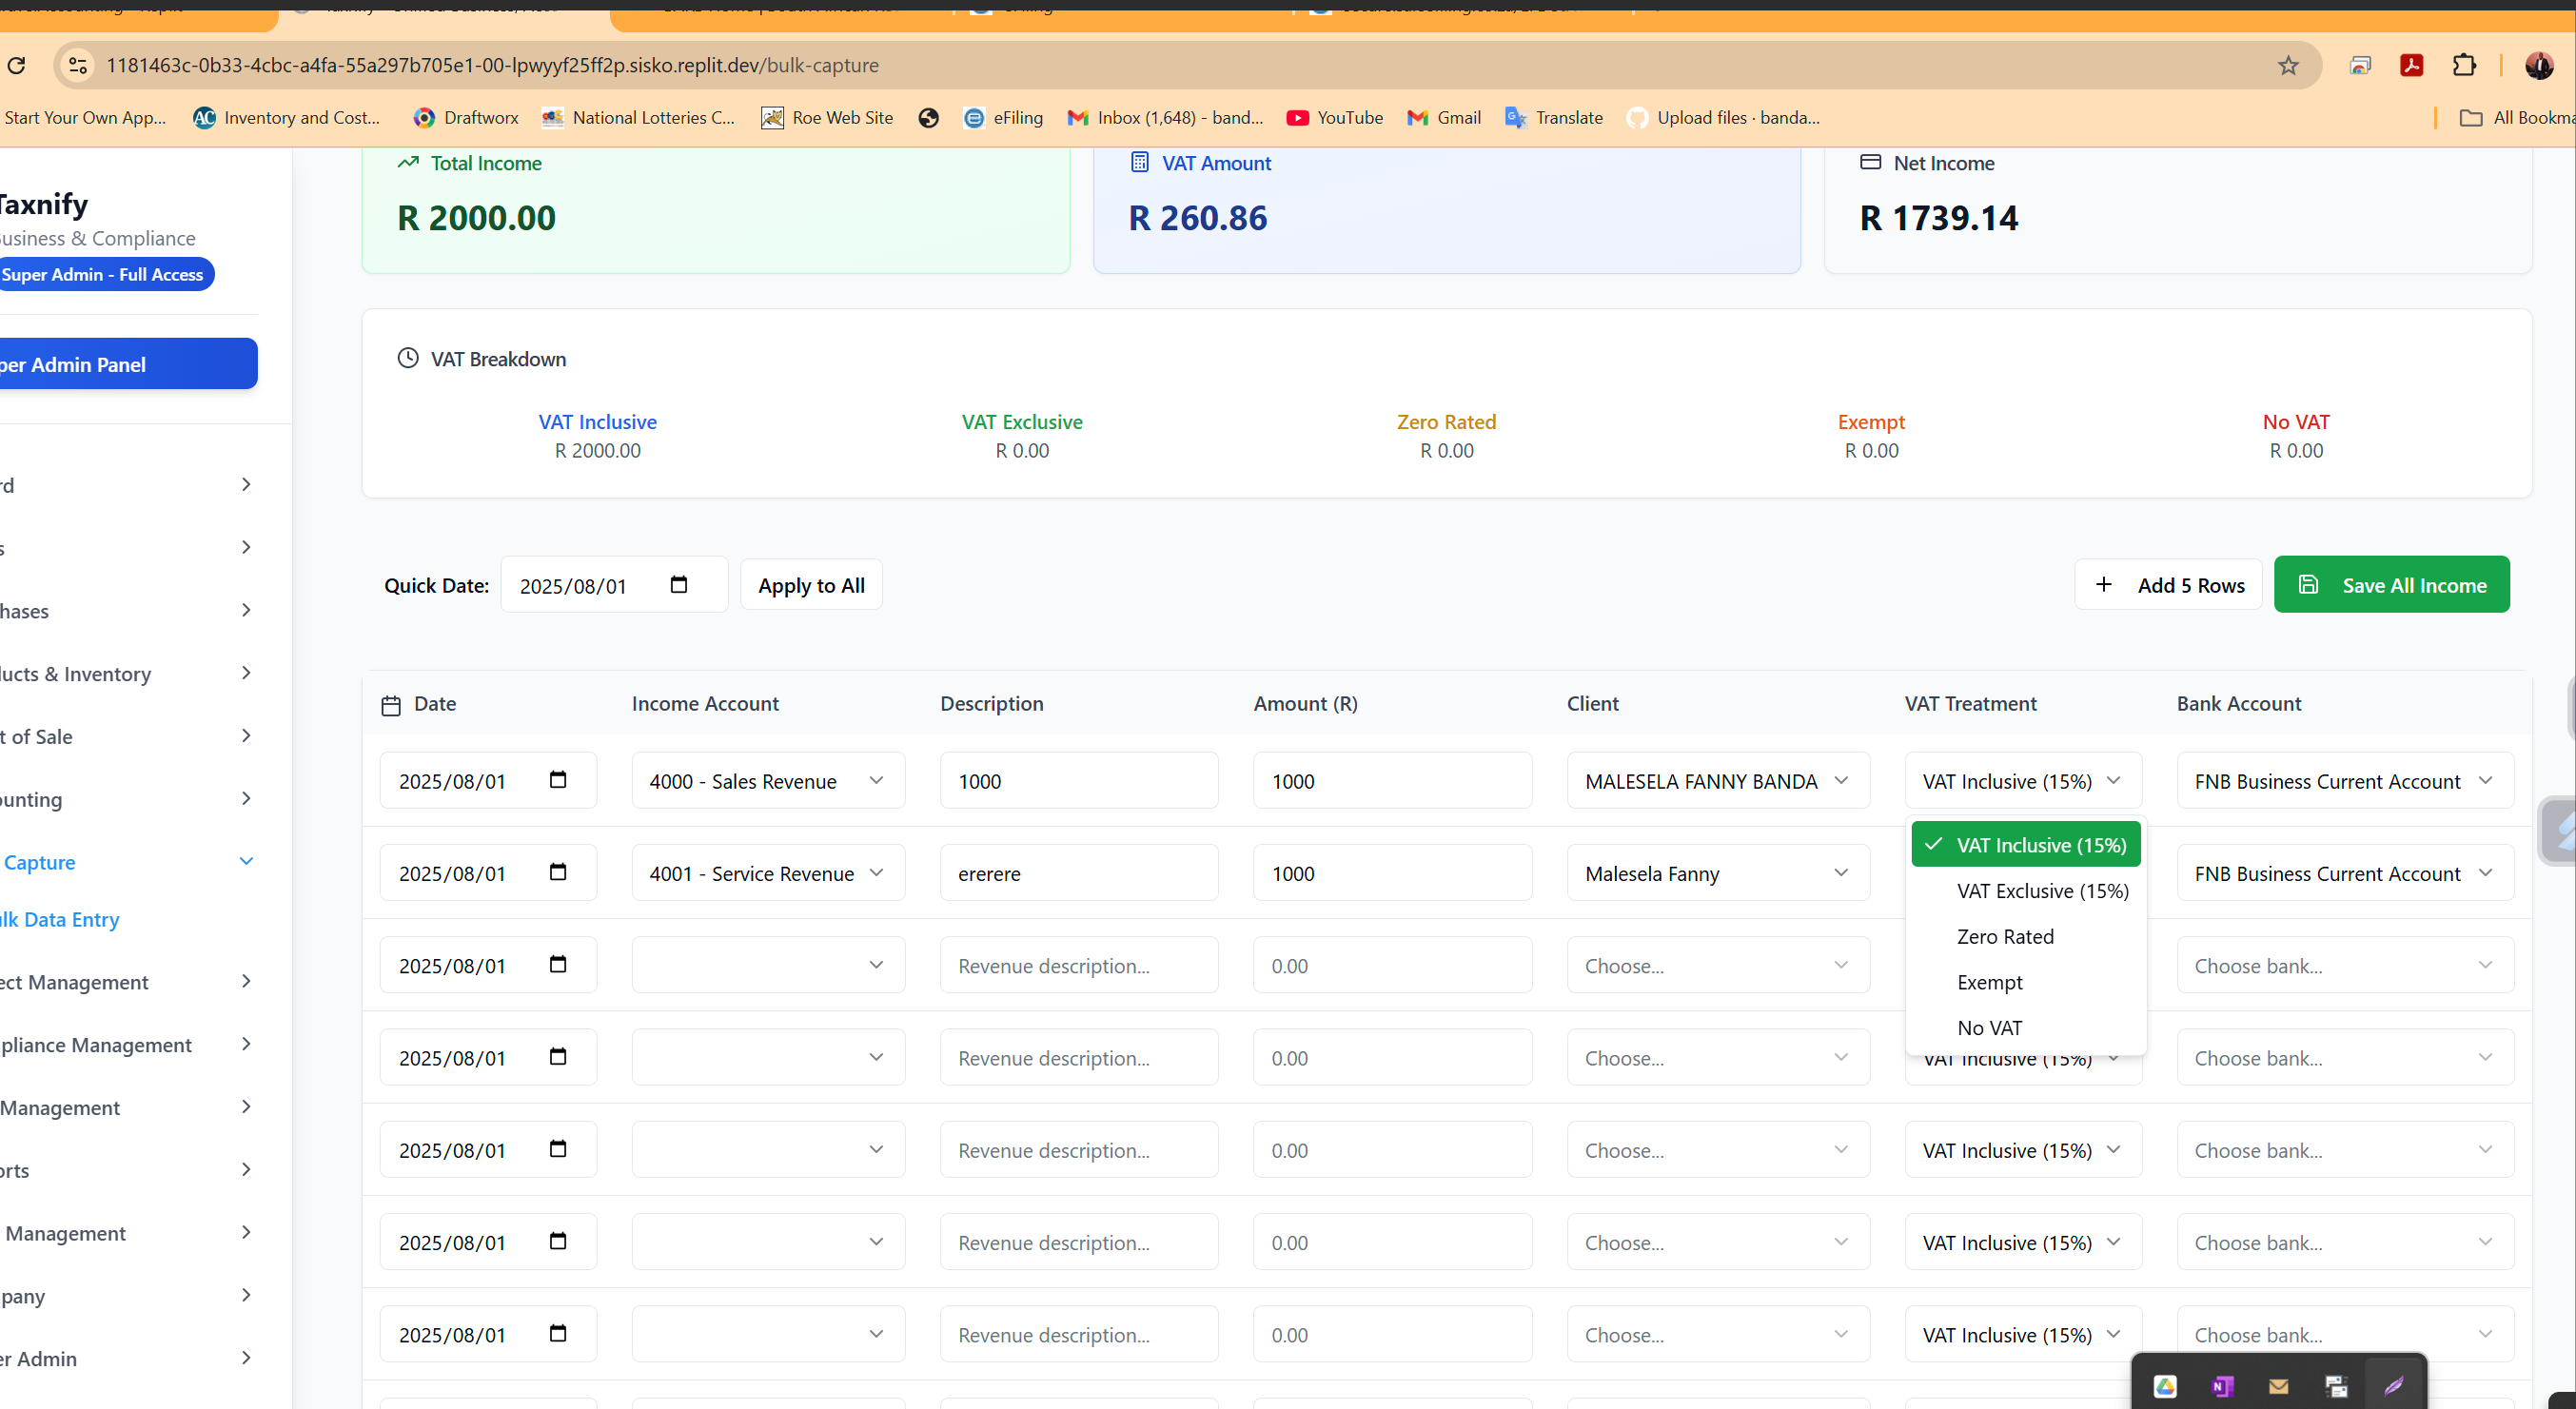 1181463c-0b33-4cbc-a4fa-55a297b705e1-00-lpwyyf25ff2p.sisko.replit.dev/bulk-capture
Start Your Own App... Inventory and Cost... Draftworx National Lotteries C... Roe Web Site eFiling Inbox (1,648) - band... YouTube Gmail Translate Upload files · banda... All Bookma
Taxnify
usiness & Compliance
Super Admin - Full Access
per Admin Panel
rd
s
hases
lucts & Inventory
t of Sale
ounting
Capture
ulk Data Entry
ect Management
pliance Management
Management
orts
Management
pany
er Admin
Total Income
R 2000.00
VAT Amount
R 260.86
Net Income
R 1739.14
VAT Breakdown
VAT Inclusive VAT Exclusive Zero Rated Exempt No VAT
R 2000.00 R 0.00 R 0.00 R 0.00 R 0.00
Quick Date: 2025/08/01 Apply to All Add 5 Rows Save All Income
Date Income Account Description Amount (R) Client VAT Treatment Bank Account
2025/08/01 4000 - Sales Revenue 1000 1000 MALESELA FANNY BANDA VAT Inclusive (15%) FNB Business Current Account
2025/08/01 4001 - Service Revenue ererere 1000 Malesela Fanny FNB Business Current Account
VAT Inclusive (15%)
VAT Exclusive (15%)
Zero Rated
Exempt
No VAT
2025/08/01 Revenue description... 0.00 Choose... Choose bank...
2025/08/01 Revenue description... 0.00 Choose... VAT Inclusive (15%) Choose bank...
2025/08/01 Revenue description... 0.00 Choose... VAT Inclusive (15%) Choose bank...
2025/08/01 Revenue description... 0.00 Choose... VAT Inclusive (15%) Choose bank...
2025/08/01 Revenue description... 0.00 Choose... VAT Inclusive (15%) Choose bank...